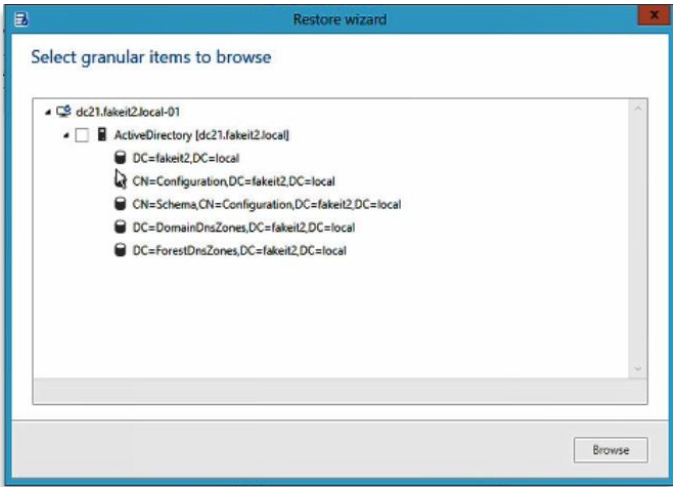 Restore wizard
x
Select granular items to browse
dc21.fakeit2.local-01
ActiveDirectory [dc21.fakeit2.local]
DC=fakeit2,DC=local
CN=Configuration,DC=fakeit2,DC=local
CN=Schema,CN=Configuration,DC=fakeit2,DC=local
DC=DomainDnsZones,DC=fakeit2,DC=local
DC=ForestDnsZones,DC=fakeit2,DC=local
Browse